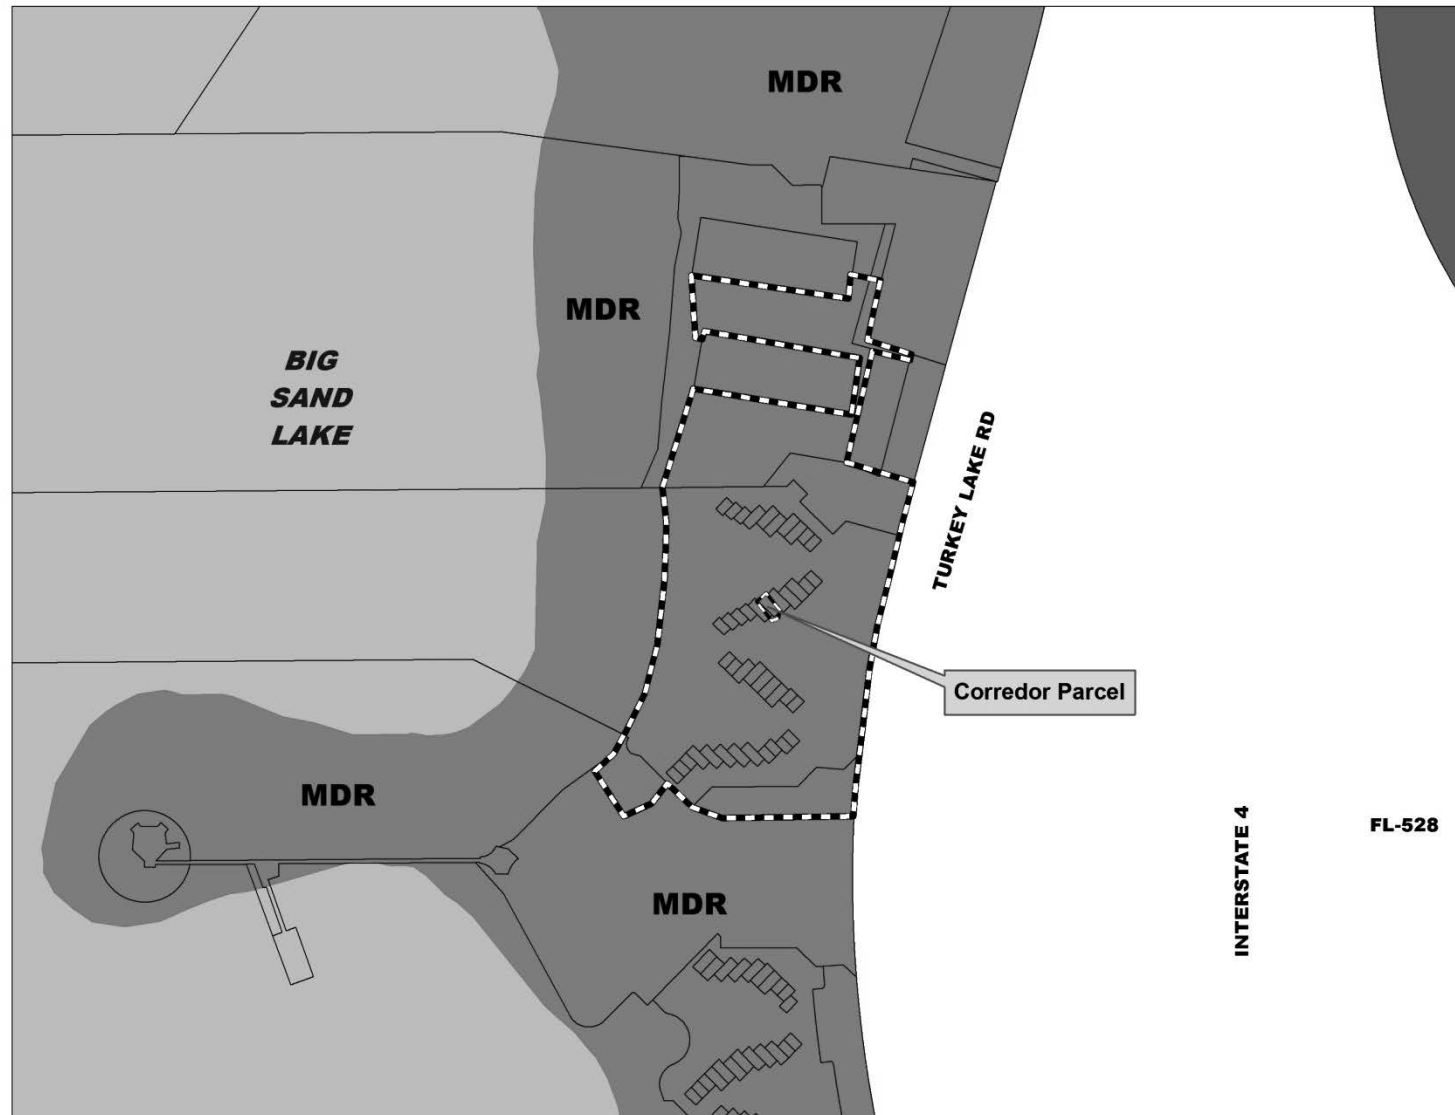 MDR
MDR
BIG
SAND
LAKE
TURKEY LAKE RD
Corredor Parcel
MDR
INTERSTATE 4
FL-528
MDR